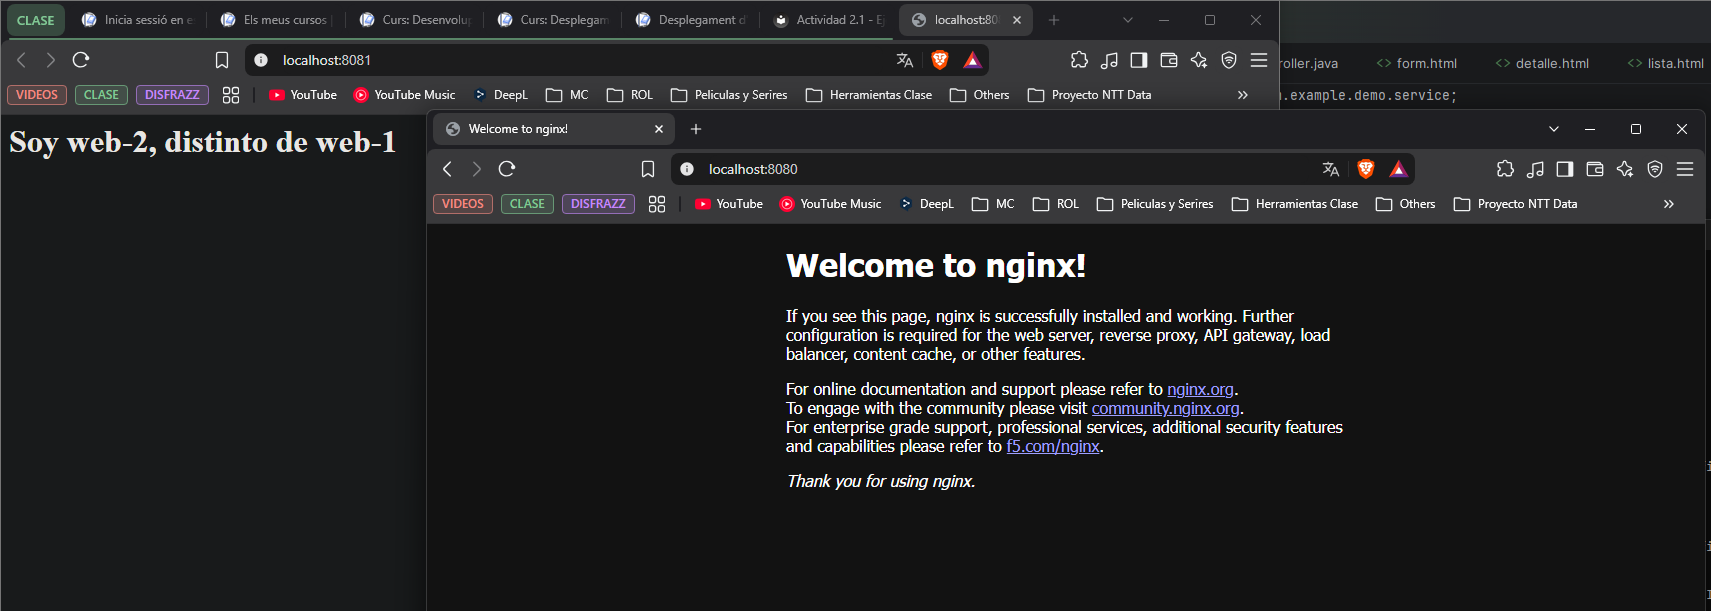 CLASE
Inicia sessió en e
Els meus cursos |
Curs: Desenvolup
Curs: Desplegam
Desplegament d'
Actividad 2.1 - Ej
localhost:808
localhost:8081
VIDEOS
CLASE
DISFRAZZ
YouTube
YouTube Music
DeepL
MC
ROL
Peliculas y Serires
Herramientas Clase
Others
Proyecto NTT Data
»
Soy web-2, distinto de web-1
roller.java
<> form.html
<> detalle.html
<> lista.html
.example.demo.service;
Welcome to nginx!
localhost:8080
VIDEOS
CLASE
DISFRAZZ
YouTube
YouTube Music
DeepL
MC
ROL
Peliculas y Serires
Herramientas Clase
Others
Proyecto NTT Data
»
Welcome to nginx!
If you see this page, nginx is successfully installed and working. Further
configuration is required for the web server, reverse proxy, API gateway, load
balancer, content cache, or other features.
For online documentation and support please refer to nginx.org.
To engage with the community please visit community.nginx.org.
For enterprise grade support, professional services, additional security features
and capabilities please refer to f5.com/nginx.
Thank you for using nginx.